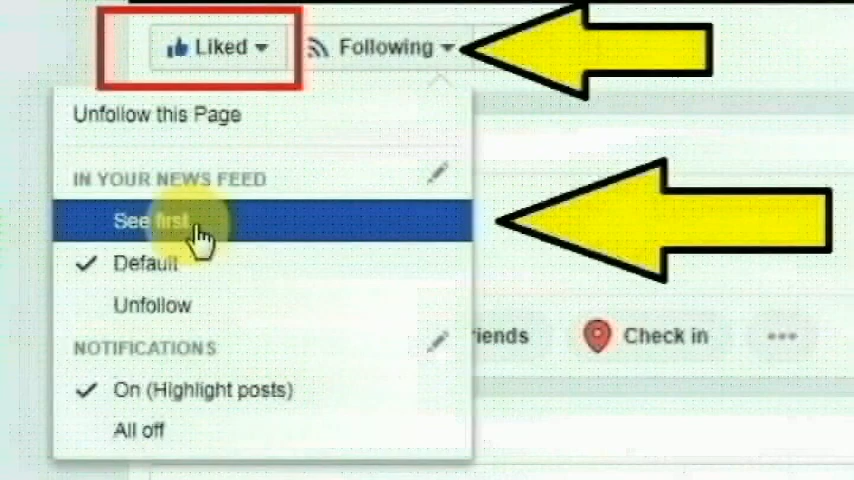 Liked Following
Unfollow this Page
IN YOUR NEWS FEED
See first
Default
Unfollow
riends Check in
NOTIFICATIONS
On (Highlight posts)
All off